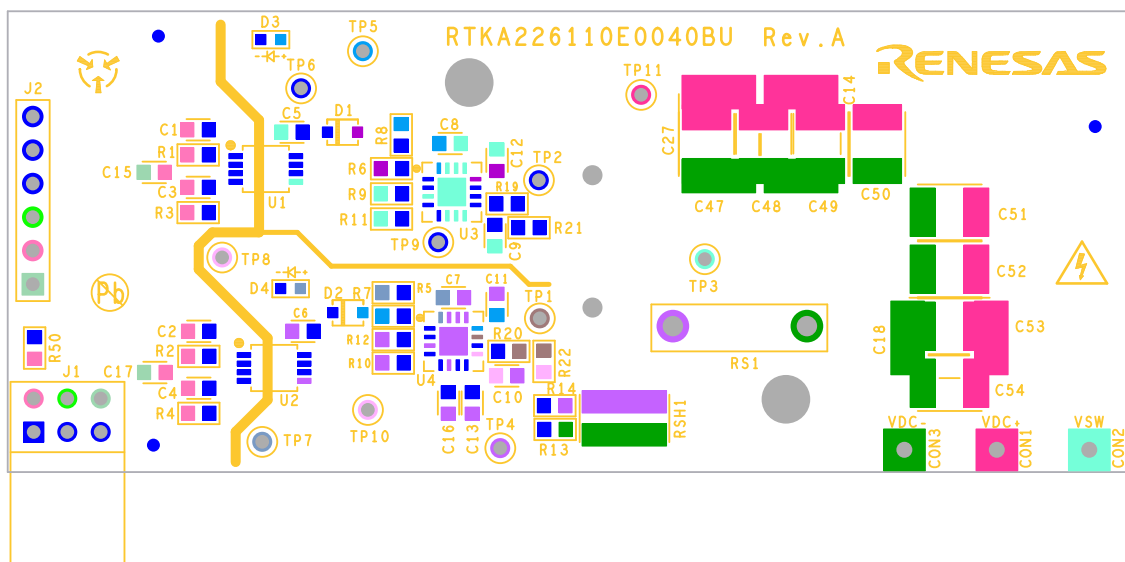 RTKA226110E0040BU Rev.A
RENESAS
D3
TP5
TP6
TP11
C14
J2
C1
C5
D1
R8
C8
C12
C27
R1
C15
R6
TP2
C3
R9
R19
U1
R3
R11
U3
C9
R21
C47
C48
C49
C50
C51
TP9
TP8
TP3
C52
Pb
D4
D2
R7
R5
C7
C11
TP1
C2
C6
R12
R20
R22
RS1
C18
C53
R50
R2
R10
U4
C17
J1
C4
U2
C10
R14
C54
R4
TP10
C16
C13
TP4
R13
RSH1
TP7
VDC-
VDC+
VSW
CON3
CON1
CON2